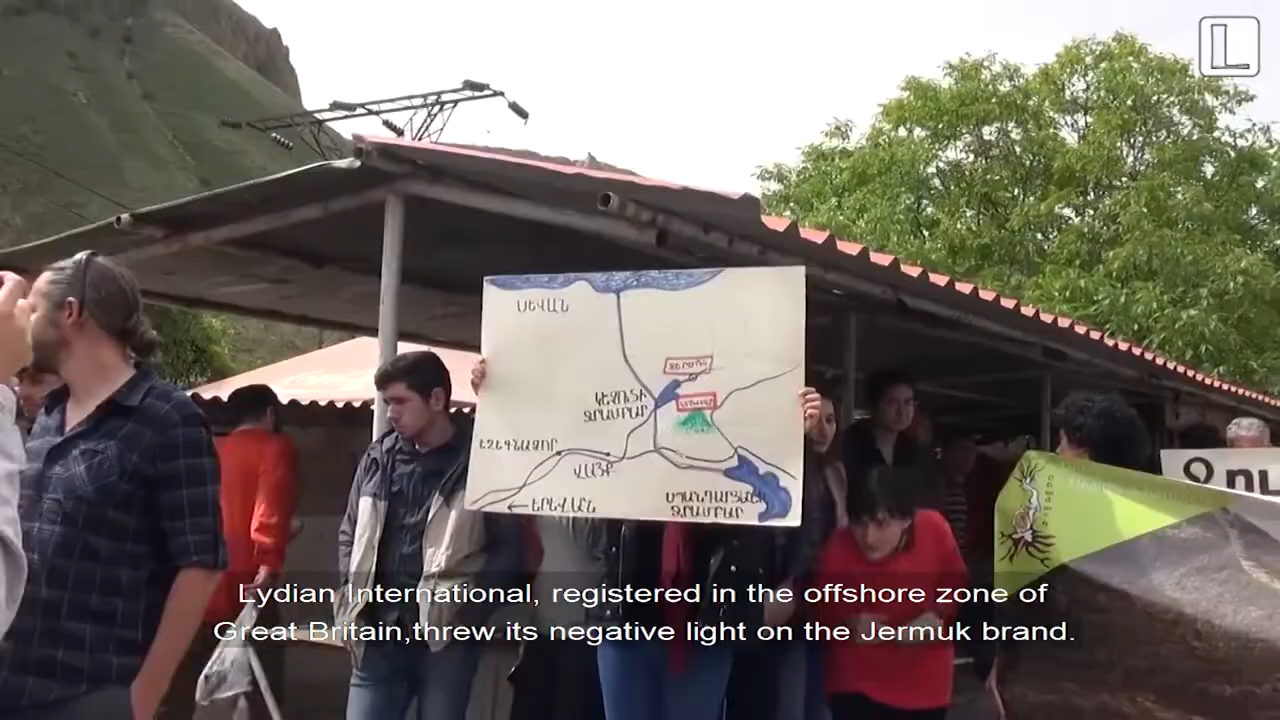 L
ՍԵՎԱՆ
ՋԵՐՄՈՒԿ
ԿԵՉՈՒՏԻ
ՋՐԱՄԲԱՐ
ԵՂԵԳՆԱՁՈՐ
ՎԱՅՔ
ՍՊԱՆԴԱՐՅԱՆԻ
ՋՐԱՄԲԱՐ
ԵՐԵՎԱՆ
Lydian International, registered in the offshore zone of
Great Britain,threw its negative light on the Jermuk brand.